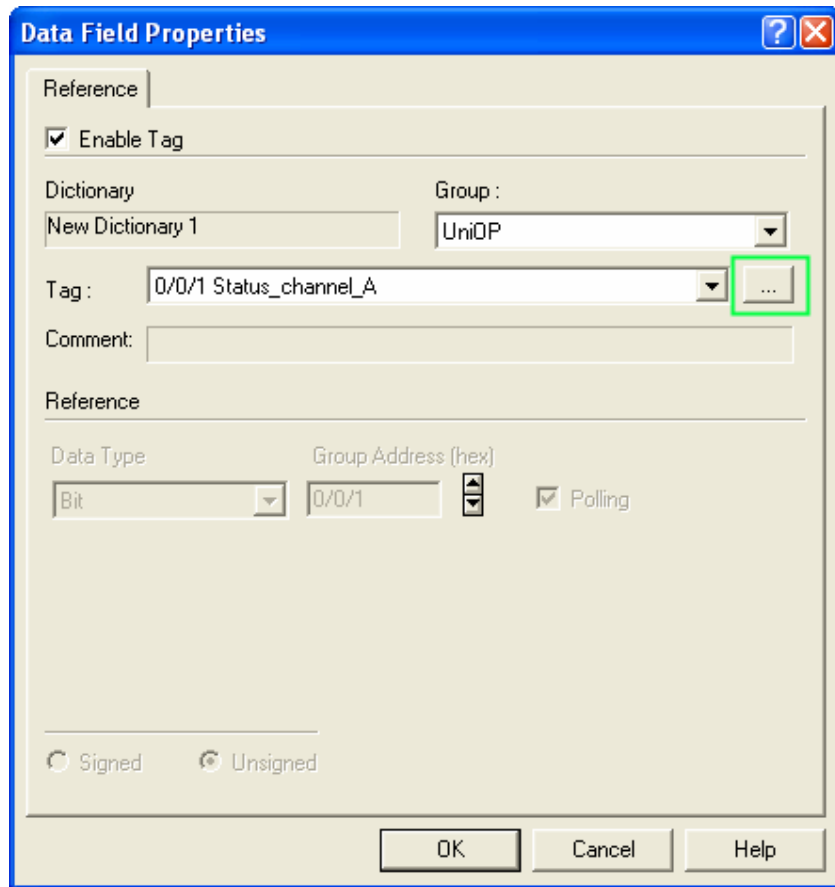 Data Field Properties
Reference
Enable Tag
Dictionary
Group :
New Dictionary 1
UniOP
Tag :
0/0/1 Status_channel_A
...
Comment:
Reference
Data Type
Group Address (hex)
Bit
0/0/1
Polling
Signed
Unsigned
OK
Cancel
Help